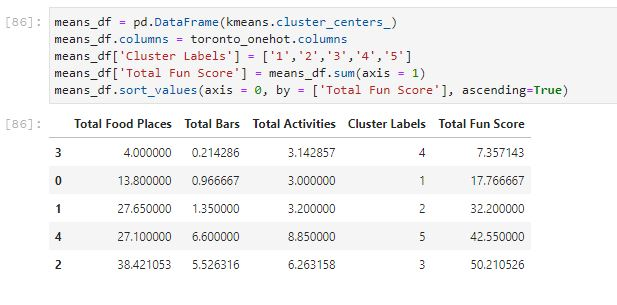 [86]: means_df = pd.DataFrame(kmeans.cluster_centers_)
means_df.columns = toronto_onehot.columns
means_df['Cluster Labels'] = ['1','2','3','4','5']
means_df['Total Fun Score'] = means_df.sum(axis = 1)
means_df.sort_values(axis = 0, by = ['Total Fun Score'], ascending=True)
[86]: Total Food Places Total Bars Total Activities Cluster Labels Total Fun Score
3 4.000000 0.214286 3.142857 4 7.357143
0 13.800000 0.966667 3.000000 1 17.766667
1 27.650000 1.350000 3.200000 2 32.200000
4 27.100000 6.600000 8.850000 5 42.550000
2 38.421053 5.526316 6.263158 3 50.210526